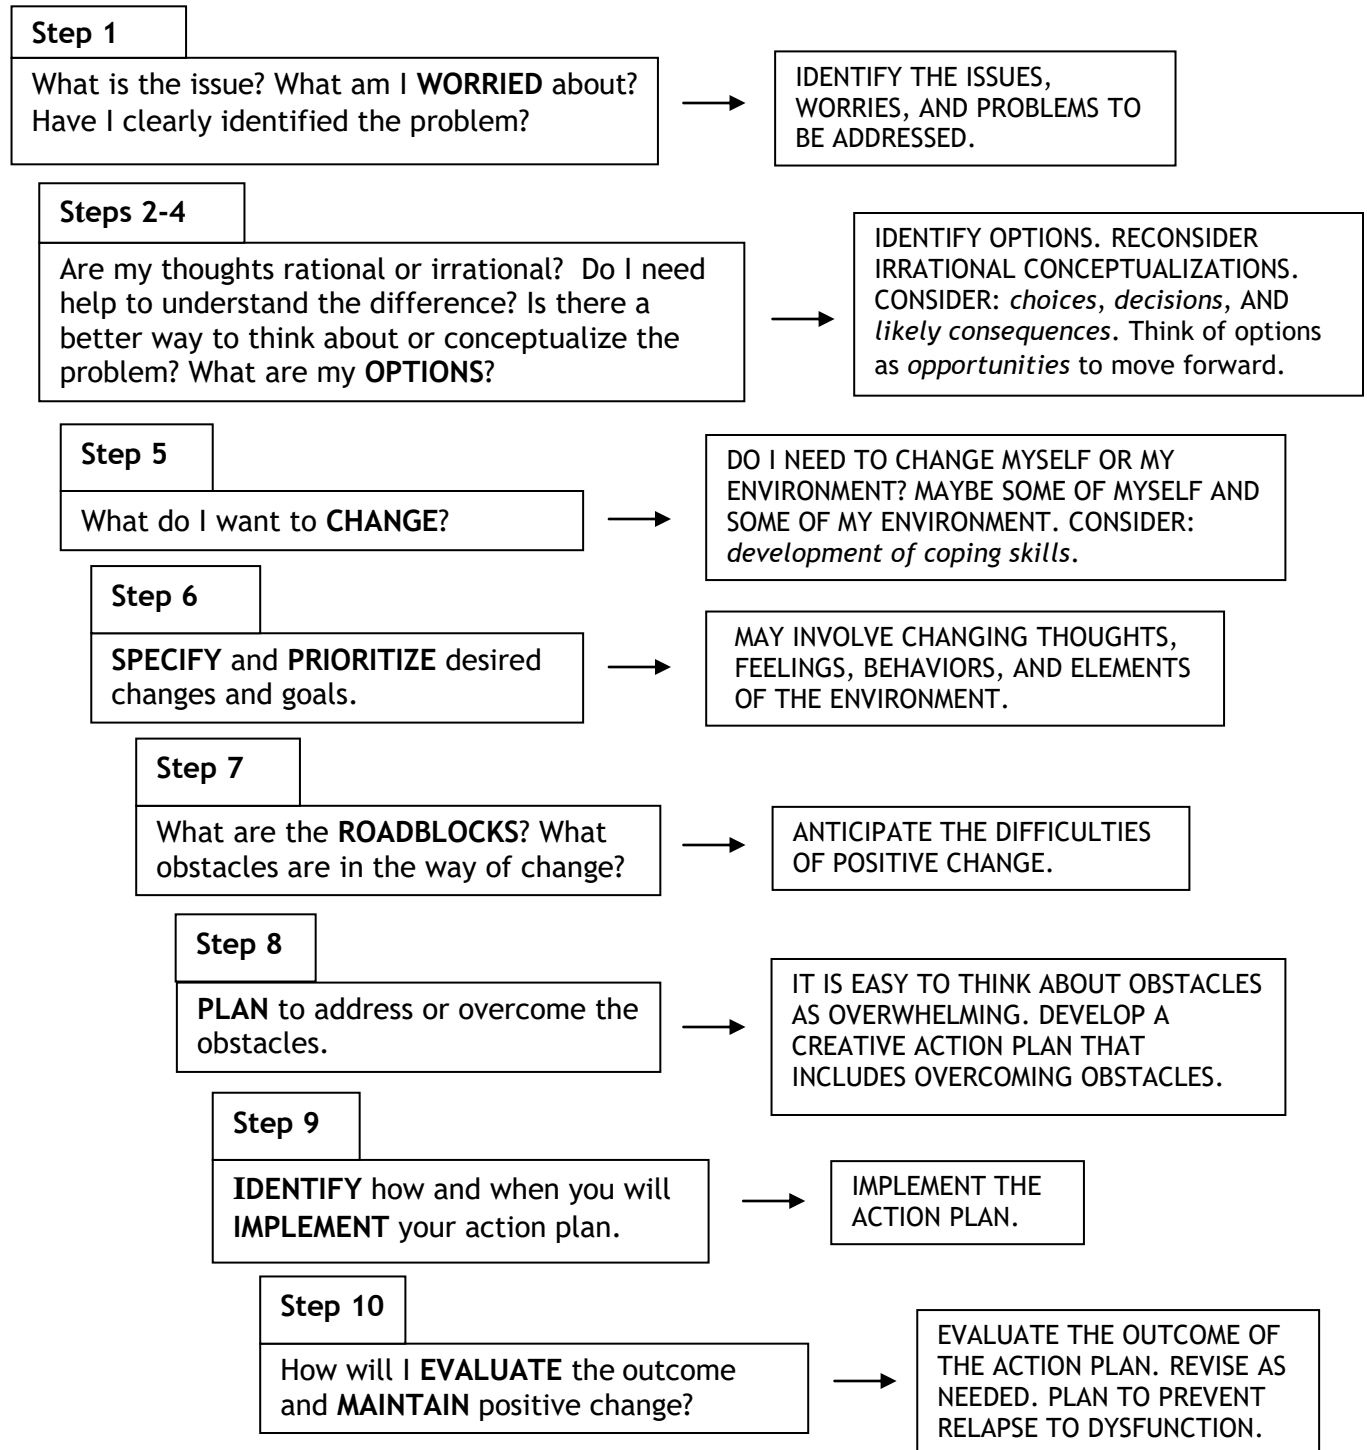 Step 1
What is the issue? What am I WORRIED about?
Have I clearly identified the problem?
IDENTIFY THE ISSUES,
WORRIES, AND PROBLEMS TO
BE ADDRESSED.
Steps 2-4
Are my thoughts rational or irrational?  Do I need
help to understand the difference? Is there a
better way to think about or conceptualize the
problem? What are my OPTIONS?
IDENTIFY OPTIONS. RECONSIDER
IRRATIONAL CONCEPTUALIZATIONS.
CONSIDER: choices, decisions, AND
likely consequences. Think of options
as opportunities to move forward.
Step 5
What do I want to CHANGE?
DO I NEED TO CHANGE MYSELF OR MY
ENVIRONMENT? MAYBE SOME OF MYSELF AND
SOME OF MY ENVIRONMENT. CONSIDER:
development of coping skills.
Step 6
SPECIFY and PRIORITIZE desired
changes and goals.
MAY INVOLVE CHANGING THOUGHTS,
FEELINGS, BEHAVIORS, AND ELEMENTS
OF THE ENVIRONMENT.
Step 7
What are the ROADBLOCKS? What
obstacles are in the way of change?
ANTICIPATE THE DIFFICULTIES
OF POSITIVE CHANGE.
Step 8
PLAN to address or overcome the
obstacles.
IT IS EASY TO THINK ABOUT OBSTACLES
AS OVERWHELMING. DEVELOP A
CREATIVE ACTION PLAN THAT
INCLUDES OVERCOMING OBSTACLES.
Step 9
IDENTIFY how and when you will
IMPLEMENT your action plan.
IMPLEMENT THE
ACTION PLAN.
Step 10
How will I EVALUATE the outcome
and MAINTAIN positive change?
EVALUATE THE OUTCOME OF
THE ACTION PLAN. REVISE AS
NEEDED. PLAN TO PREVENT
RELAPSE TO DYSFUNCTION.